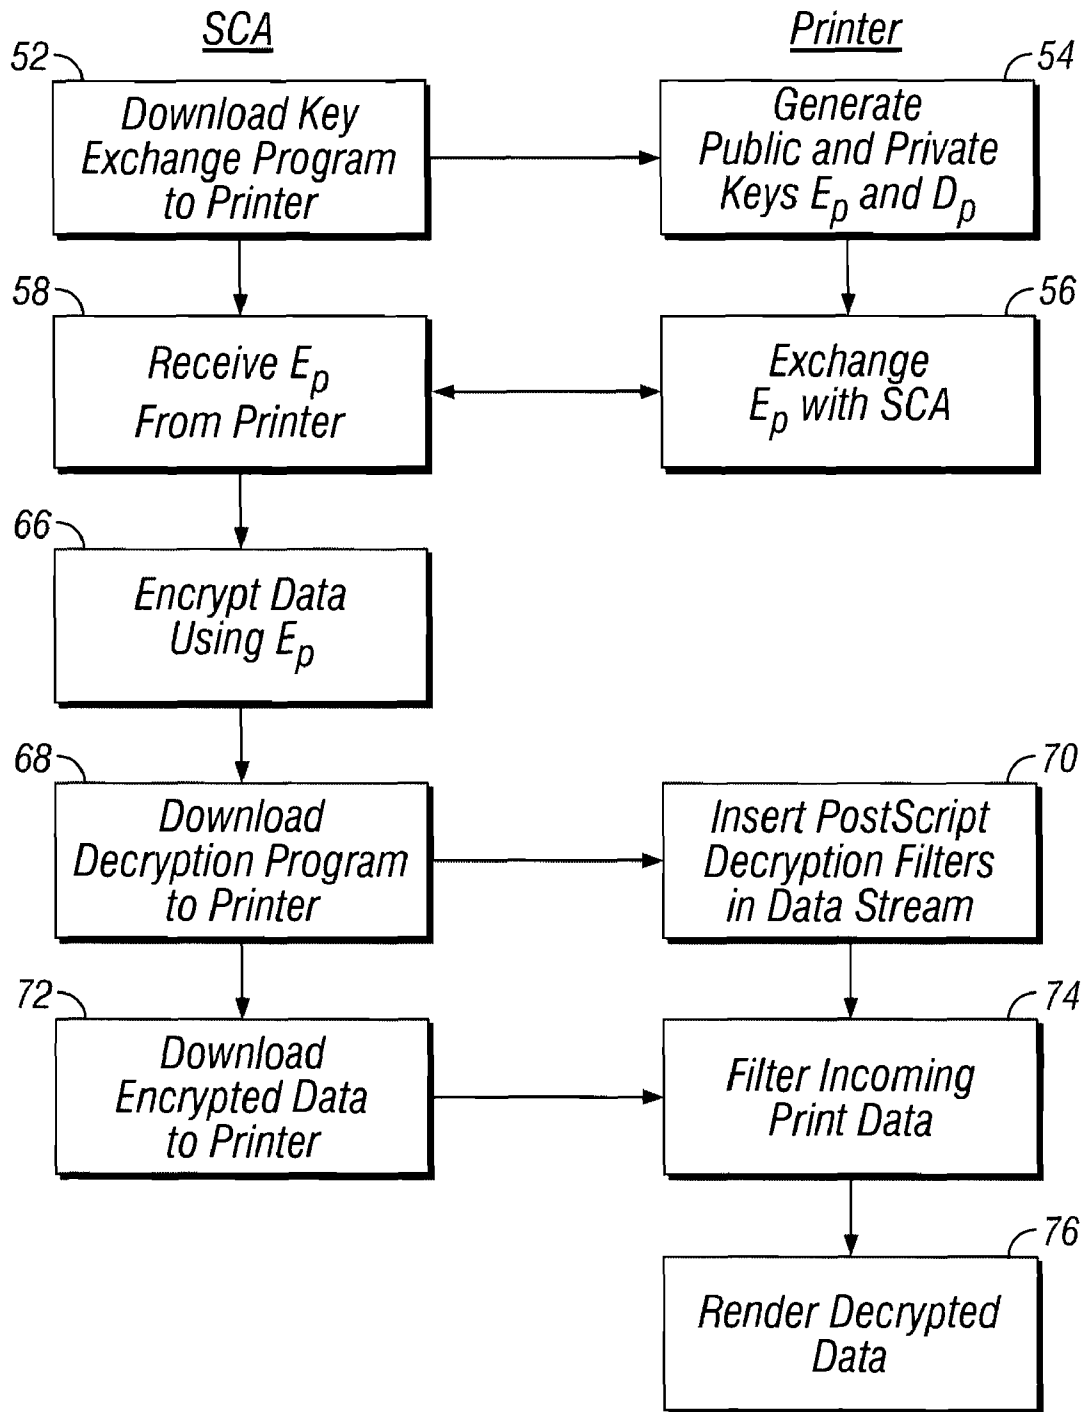 SCA
Printer
52
Download Key
Exchange Program
to Printer
54
Generate
Public and Private
Keys Ep and Dp
58
Receive Ep
From Printer
56
Exchange
Ep with SCA
66
Encrypt Data
Using Ep
68
Download
Decryption Program
to Printer
70
Insert PostScript
Decryption Filters
in Data Stream
72
Download
Encrypted Data
to Printer
74
Filter Incoming
Print Data
76
Render Decrypted
Data